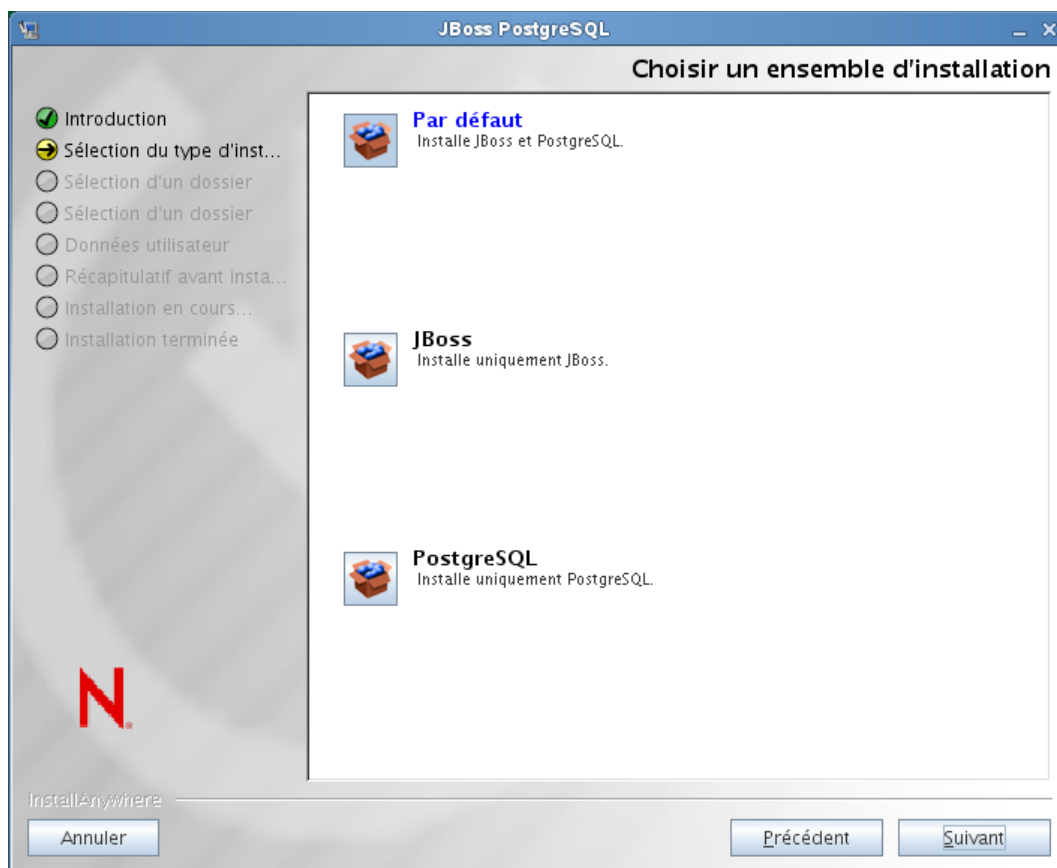 JBoss PostgreSQL
Choisir un ensemble d'installation
Introduction
Sélection du type d'inst...
Sélection d'un dossier
Sélection d'un dossier
Données utilisateur
Récapitulatif avant insta...
Installation en cours...
Installation terminée
Par défaut
Installe JBoss et PostgreSQL.
JBoss
Installe uniquement JBoss.
PostgreSQL
Installe uniquement PostgreSQL.
N®
InstallAnywhere
Annuler
Précédent
Suivant